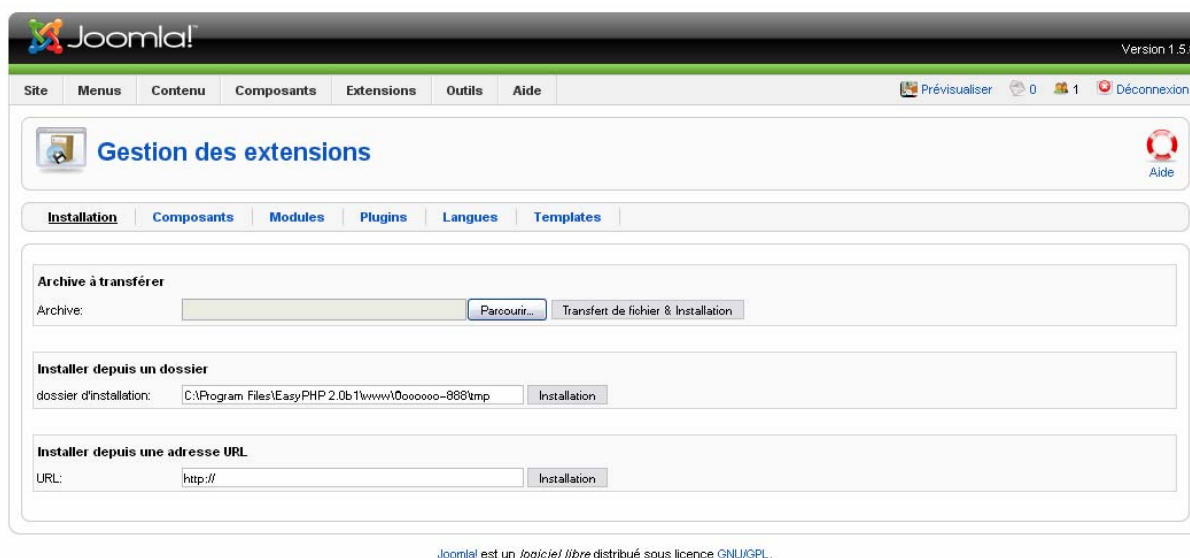 Joomla!
Version 1.5.
Site Menus Contenu Composants Extensions Outils Aide Prévisualiser 0 1 Déconnexion
Gestion des extensions
Aide
Installation Composants Modules Plugins Langues Templates
Archive à transférer
Archive: Parcourir... Transfert de fichier & Installation
Installer depuis un dossier
dossier d'installation: C:\Program Files\EasyPHP 2.0b1\www\0oooooo-888\tmp Installation
Installer depuis une adresse URL
URL: http:// Installation
Joomla! est un logiciel libre distribué sous licence GNU/GPL.